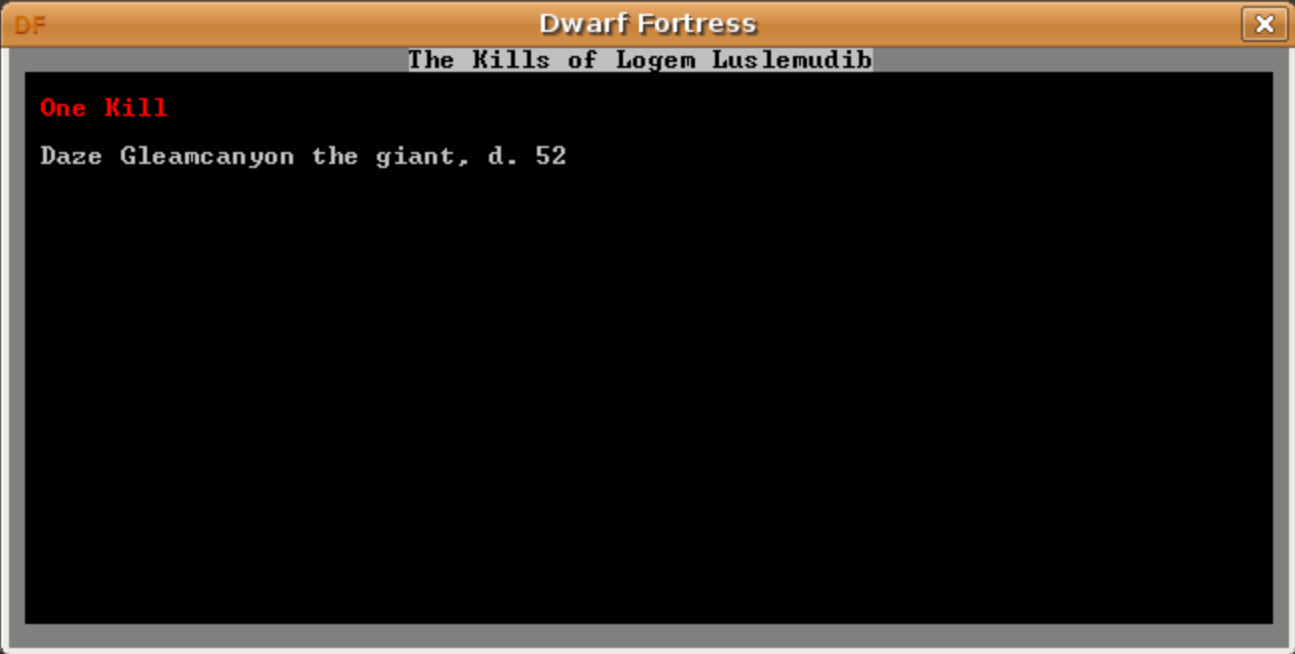 DF Dwarf Fortress
The Kills of Logem Luslemudib
One Kill
Daze Gleamcanyon the giant, d. 52